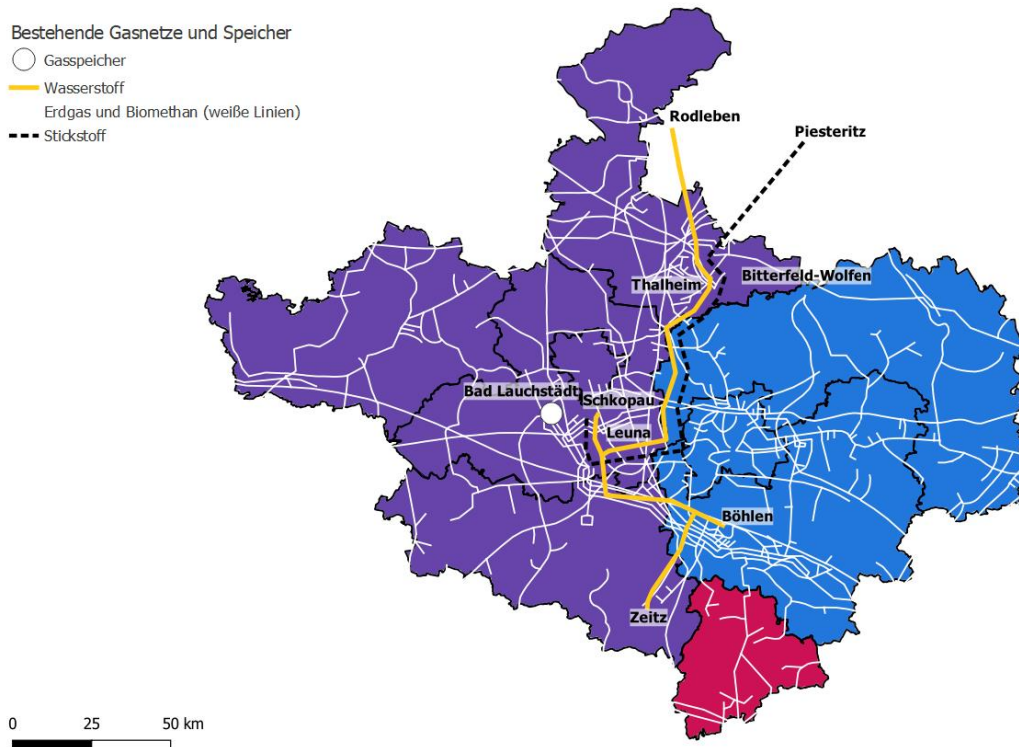 Bestehende Gasnetze und Speicher
Gasspeicher
Wasserstoff
Erdgas und Biomethan (weiße Linien)
Stickstoff
Rodleben
Piesteritz
Thalheim
Bitterfeld-Wolfen
Bad Lauchstädt
Schkopau
Leuna
Böhlen
Zeitz
0 25 50 km